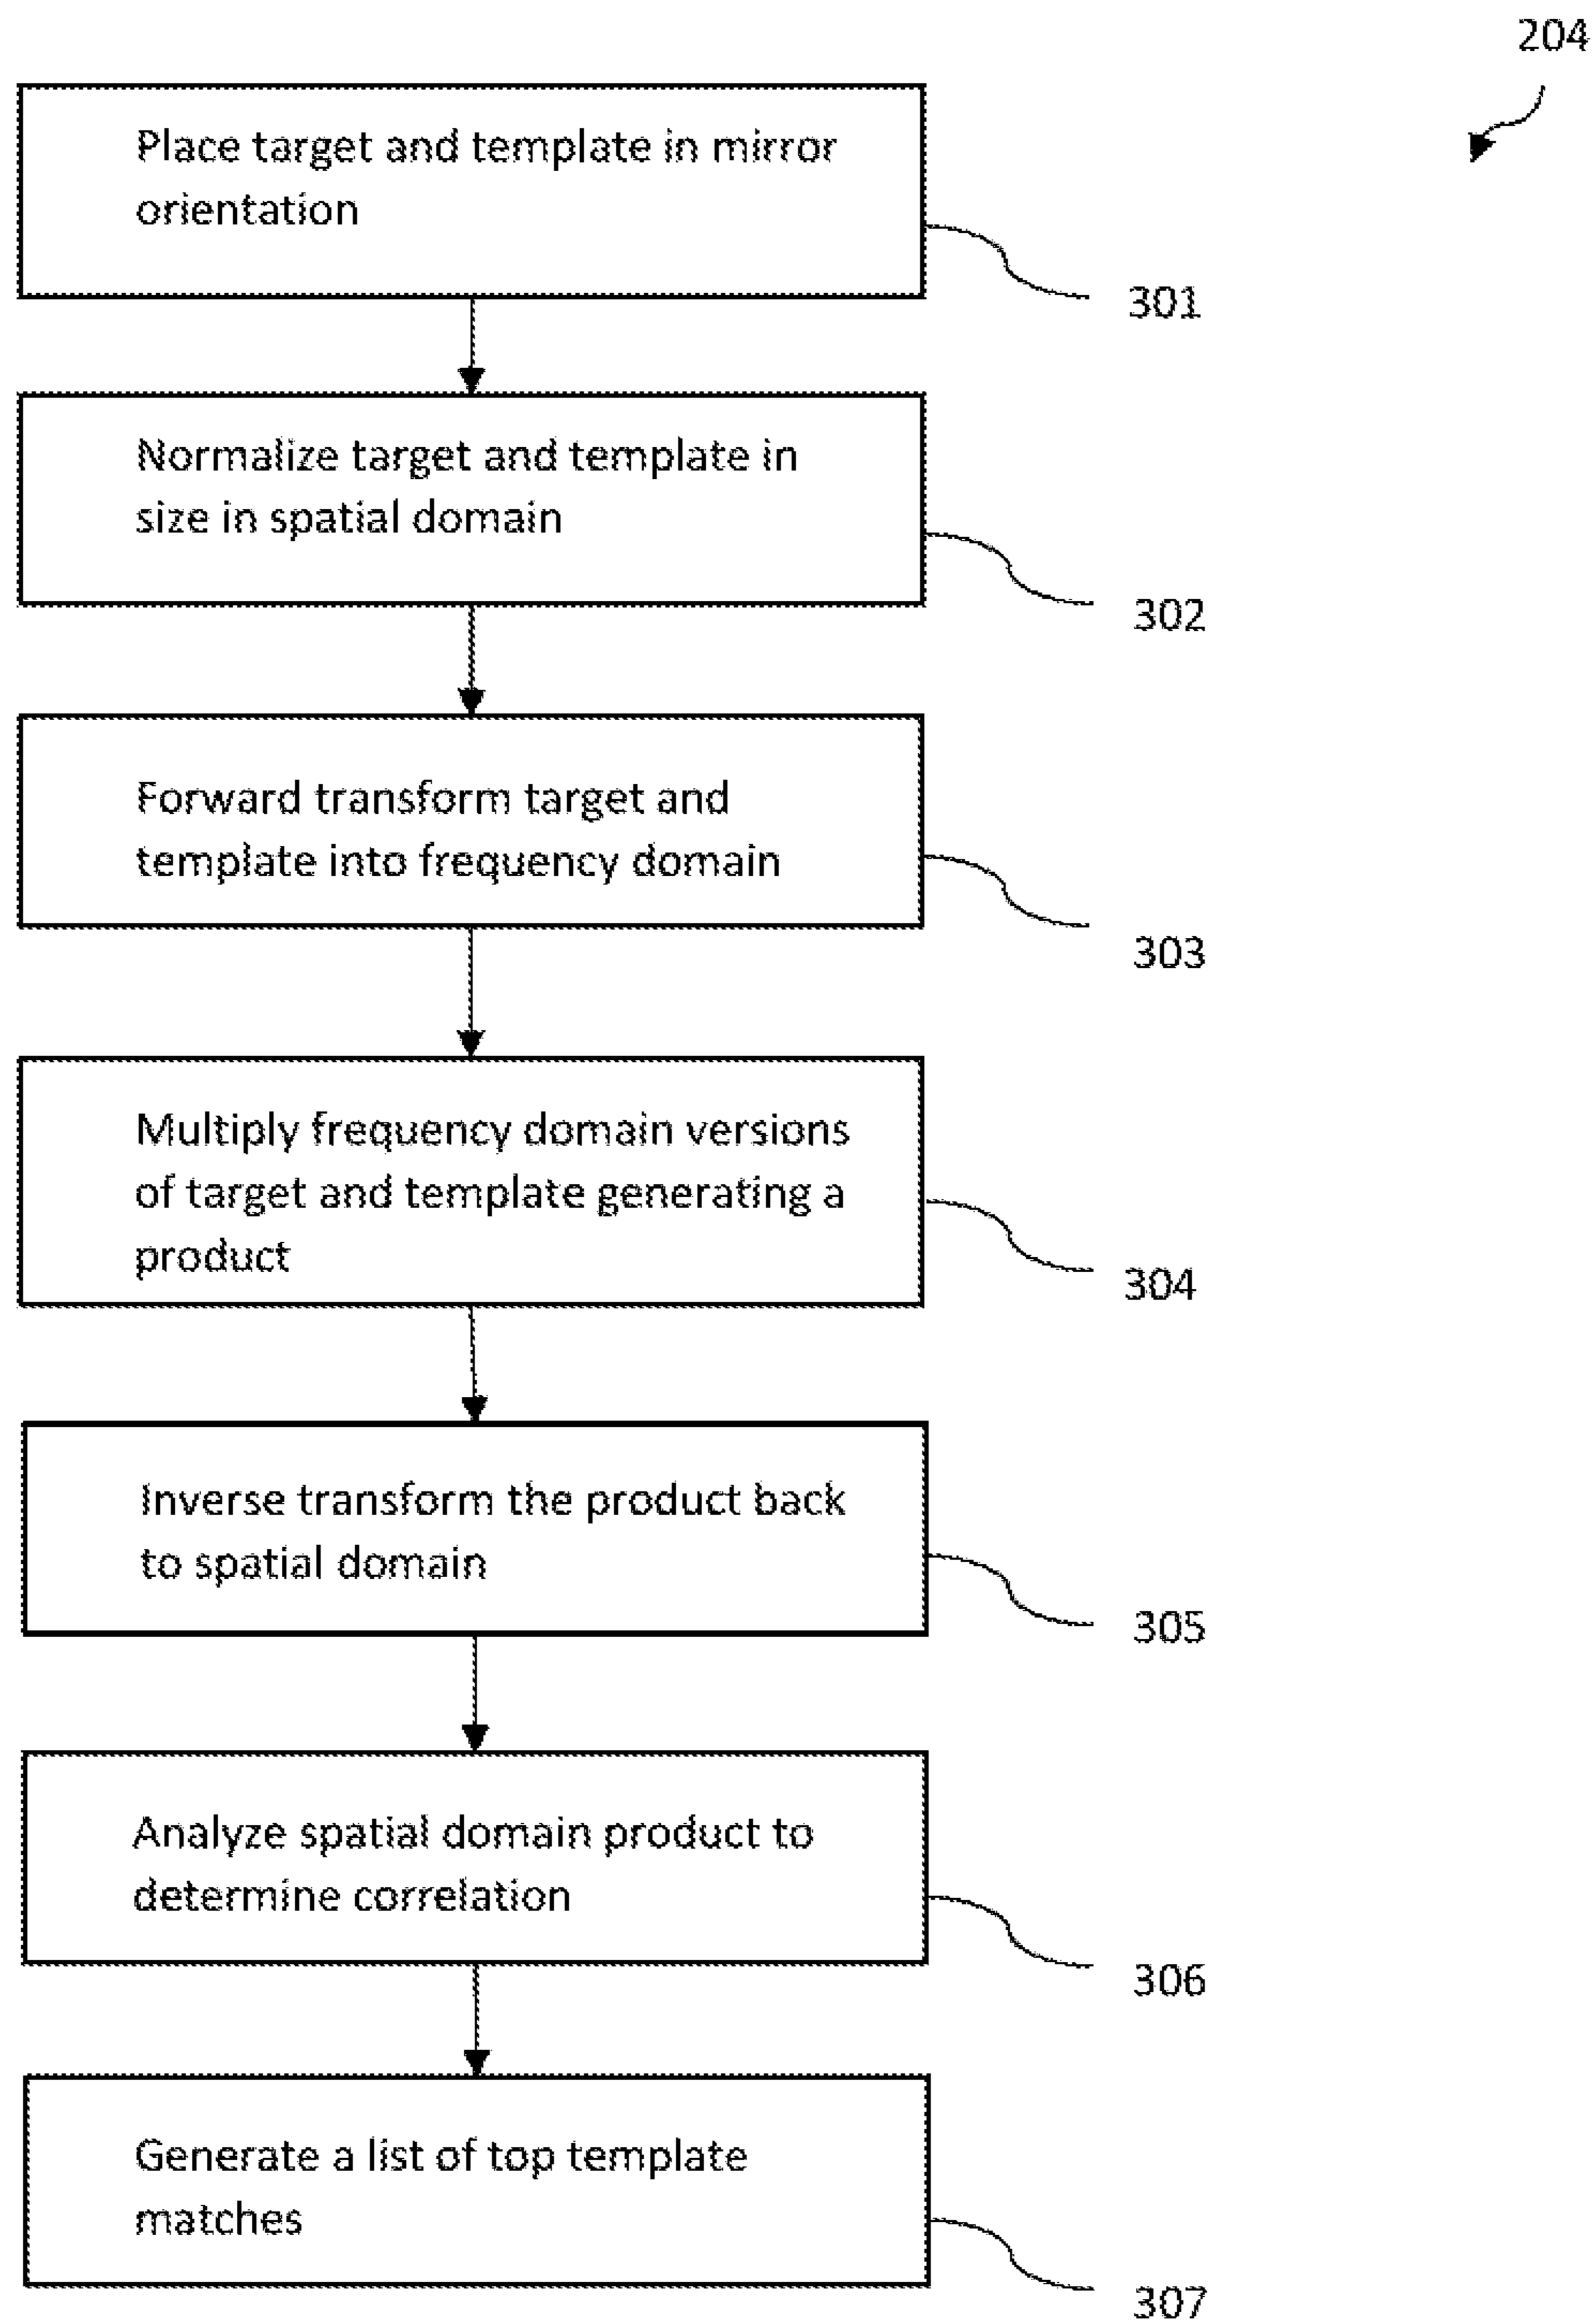 204
Place target and template in mirror
orientation
301
Normalize target and template in
size in spatial domain
302
Forward transform target and
template into frequency domain
303
Multiply frequency domain versions
of target and template generating a
product
304
Inverse transform the product back
to spatial domain
305
Analyze spatial domain product to
determine correlation
306
Generate a list of top template
matches
307